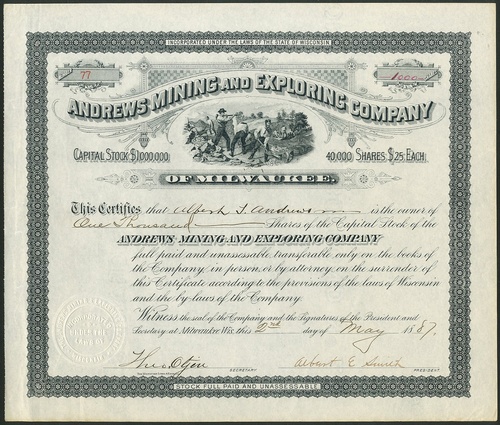 INCORPORATED UNDER THE LAWS OF THE STATE OF WISCONSIN
77
1000
ANDREWS MINING AND EXPLORING COMPANY
CAPITAL STOCK $1,000,000
40,000 SHARES $25 EACH
OF MILWAUKEE.
This Certifies that Albert T. Andrews is the owner of
One Thousand Shares of the Capital Stock of the
ANDREWS MINING AND EXPLORING COMPANY
full paid and unassessable, transferable only on the books of
the Company, in person, or by attorney, on the surrender of
this Certificate according to the provisions of the laws of Wisconsin
and the by-laws of the Company.
Witness the seal of the Company and the Signatures of the President and
Secretary at Milwaukee, Wis. this 2nd day of May 1887.
Theo Otjen
SECRETARY
Albert E. Smith
PRESIDENT
STOCK FULL PAID AND UNASSESSABLE.